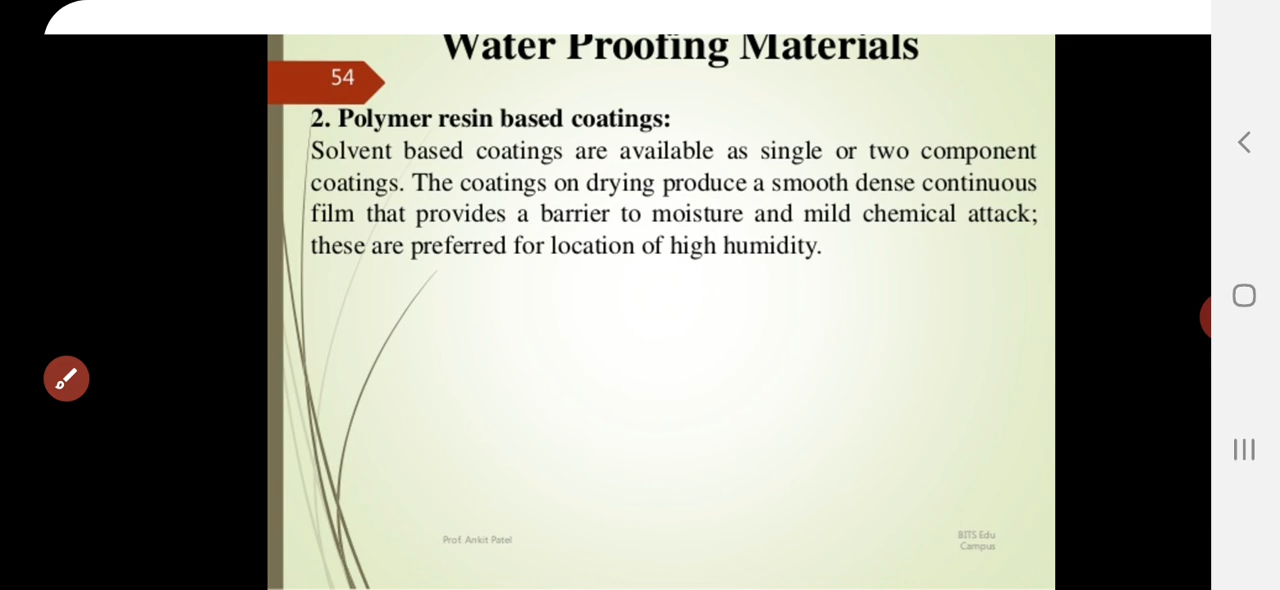 Water Proofing Materials
54
2. Polymer resin based coatings:
Solvent based coatings are available as single or two component
coatings. The coatings on drying produce a smooth dense continuous
film that provides a barrier to moisture and mild chemical attack;
these are preferred for location of high humidity.
Prof. Ankit Patel
BITS Edu
Campus